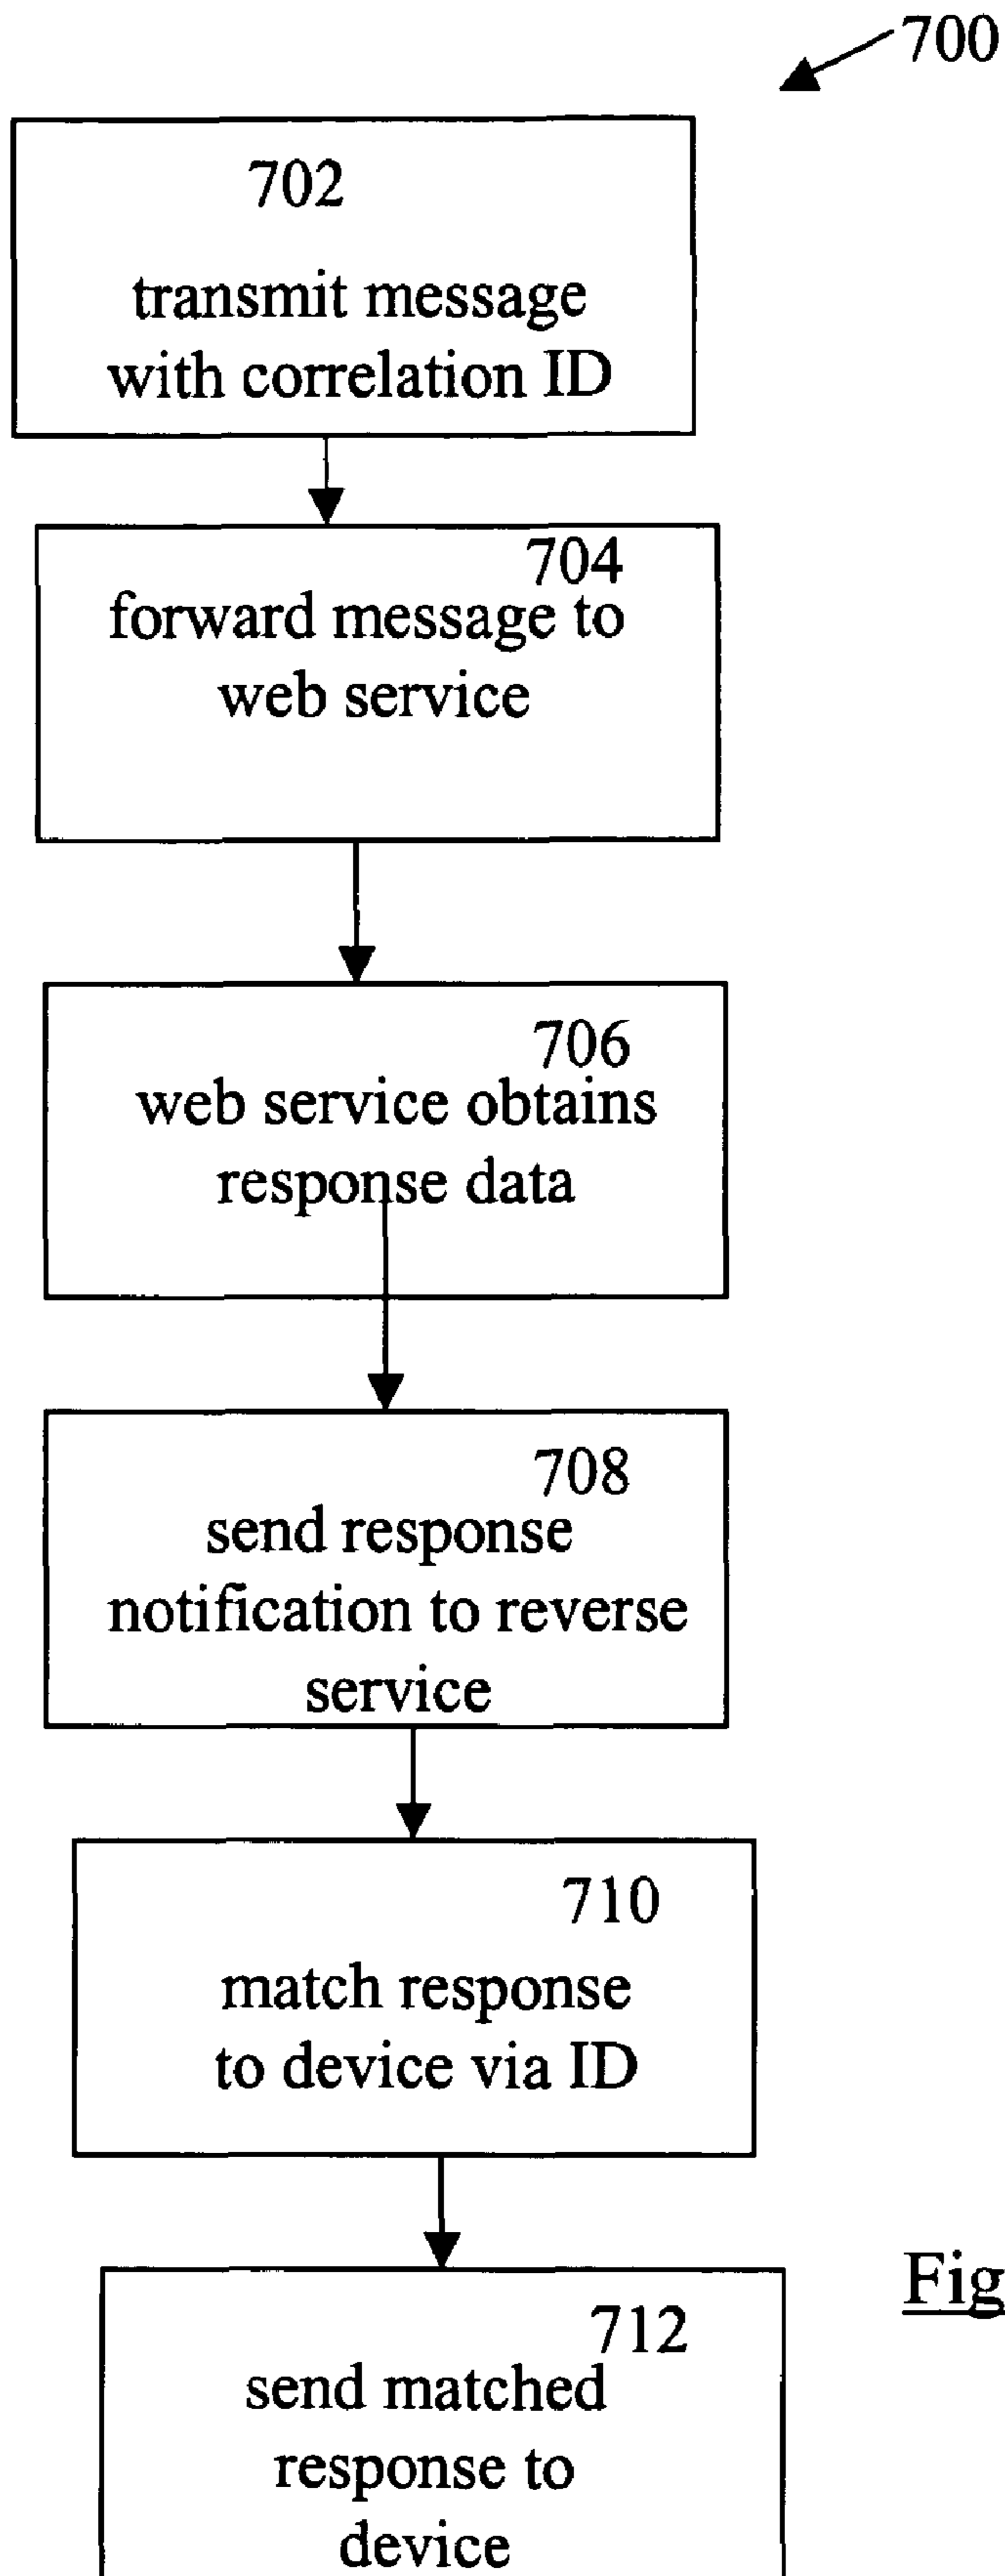 700
702
transmit message
with correlation ID
704
forward message to
web service
706
web service obtains
response data
708
send response
notification to reverse
service
710
match response
to device via ID
Fig
712
send matched
response to
device